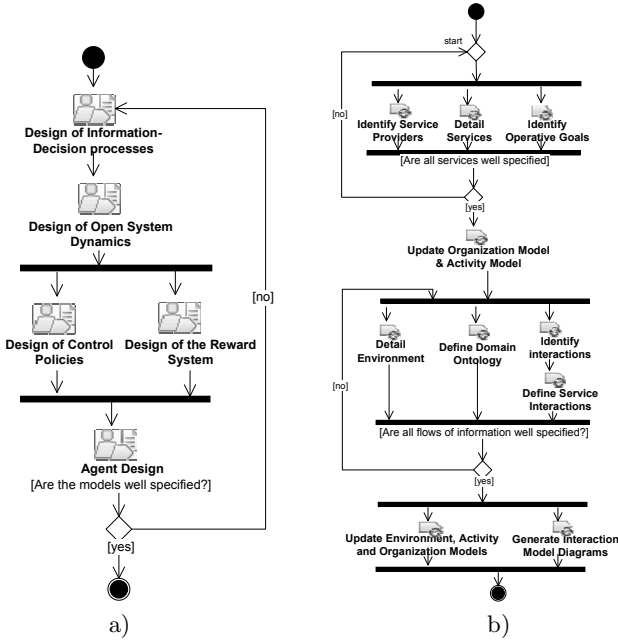 Design of Information-
Decision processes
Design of Open System
Dynamics
Design of Control
Policies
Design of the Reward
System
[no]
Agent Design
[Are the models well specified?]
[yes]
a)
start
[no]
Identify Service
Providers
Detail
Services
Identify
Operative Goals
[Are all services well specified]
[yes]
Update Organization Model
& Activity Model
Detail
Environment
Define Domain
Ontology
Identify
interactions
[no]
Define Service
Interactions
[Are all flows of information well specified?]
[yes]
Update Environment, Activity
and Organization Models
Generate Interaction
Model Diagrams
b)